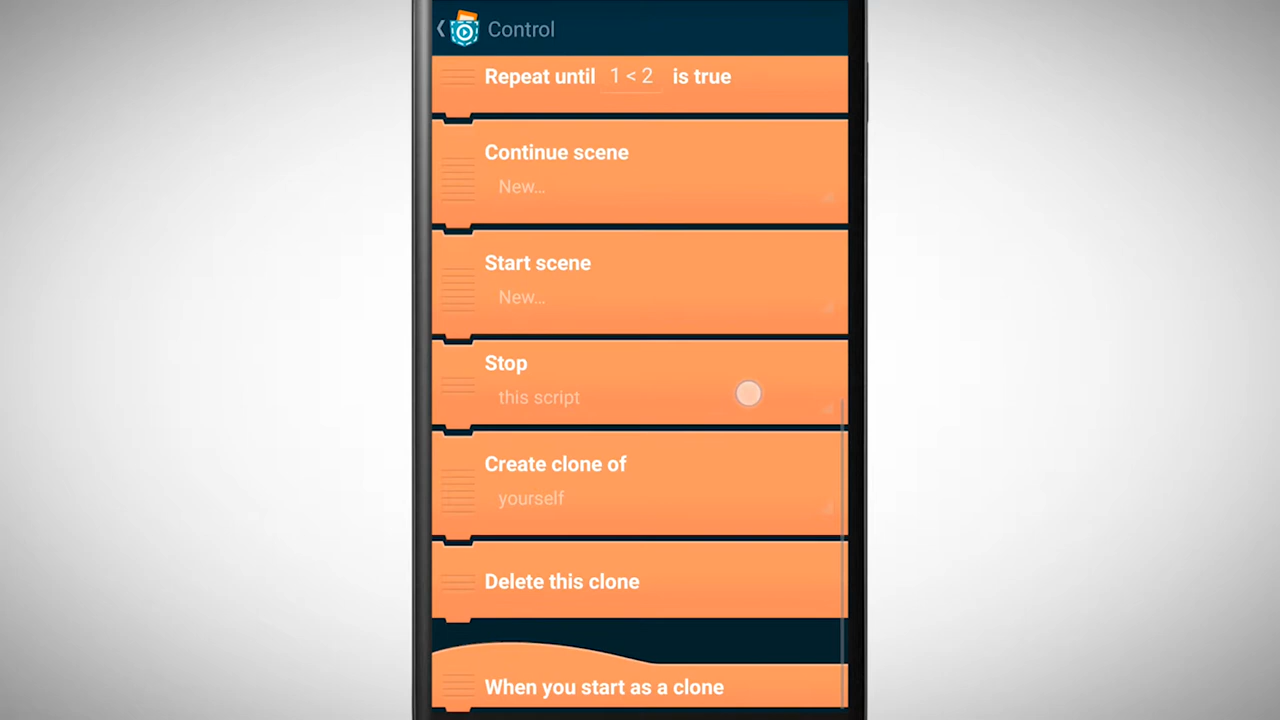 Control
Repeat until 1 < 2 is true
Continue scene
New...
Start scene
New...
Stop
this script
Create clone of
yourself
Delete this clone
When you start as a clone